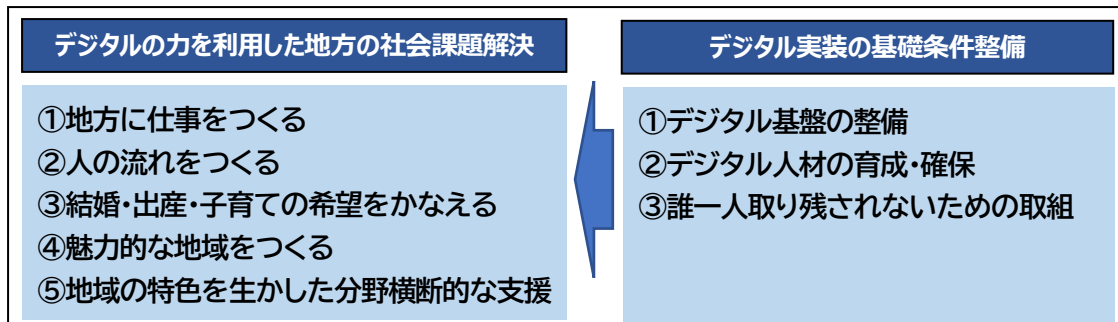 デジタルの力を利用した地方の社会課題解決
①地方に仕事をつくる
②人の流れをつくる
③結婚・出産・子育ての希望をかなえる
④魅力的な地域をつくる
⑤地域の特色を生かした分野横断的な支援
デジタル実装の基礎条件整備
①デジタル基盤の整備
②デジタル人材の育成・確保
③誰一人取り残されないための取組